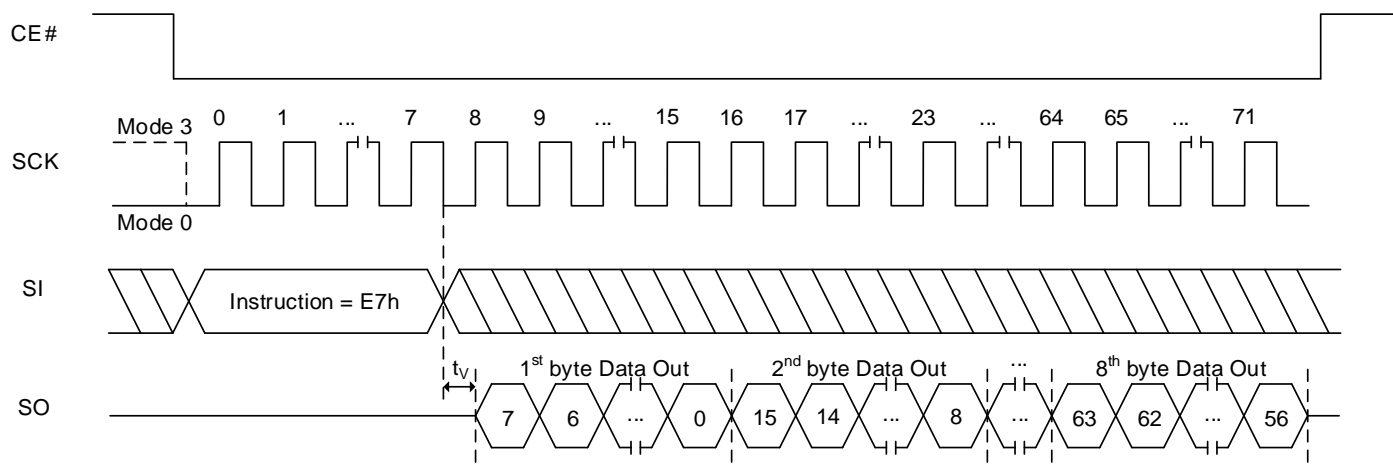 CE#
Mode 3
0 1 ... 7 8 9 ... 15 16 17 ... 23 ... 64 65 ... 71
SCK
Mode 0
SI
Instruction = E7h
tV
1st byte Data Out
2nd byte Data Out
...
8th byte Data Out
SO
7 6 ... 0 15 14 ... 8 ... 63 62 ... 56